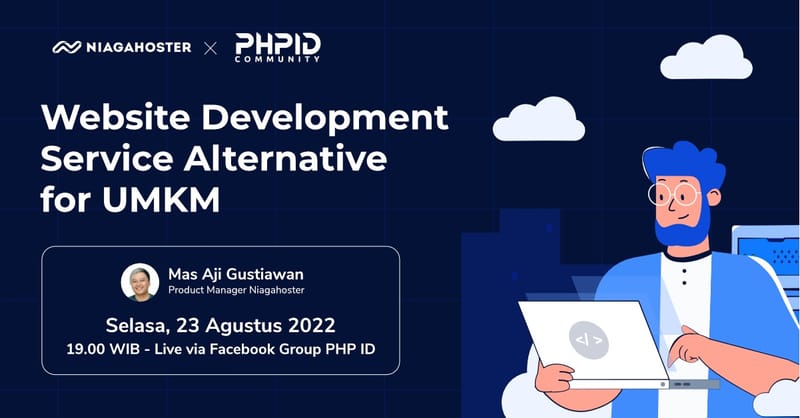 NIAGAHOSTER × PHPID
COMMUNITY
Website Development
Service Alternative
for UMKM
Mas Aji Gustiawan
Product Manager Niagahoster
Selasa, 23 Agustus 2022
19.00 WIB - Live via Facebook Group PHP ID
</>